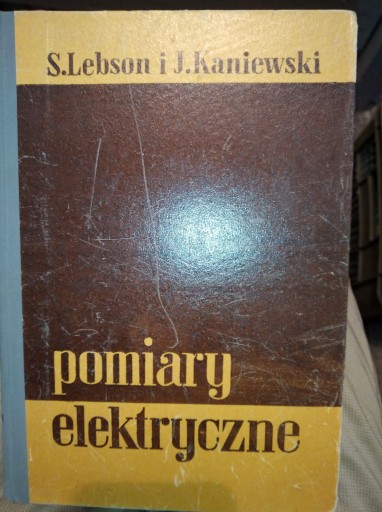 S.Lebson i J.Kaniewski
pomiary
elektryczne